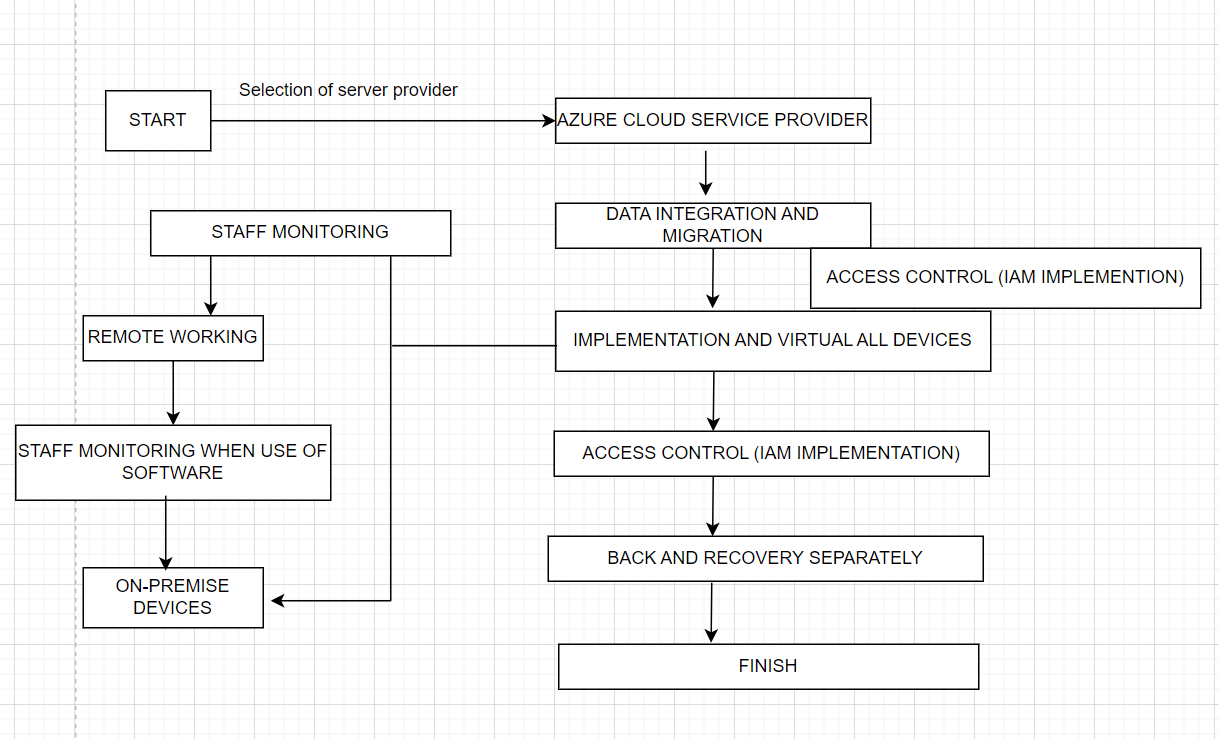 Selection of server provider
START
AZURE CLOUD SERVICE PROVIDER
DATA INTEGRATION AND
MIGRATION
STAFF MONITORING
ACCESS CONTROL (IAM IMPLEMENTION)
REMOTE WORKING
IMPLEMENTATION AND VIRTUAL ALL DEVICES
STAFF MONITORING WHEN USE OF
SOFTWARE
ACCESS CONTROL (IAM IMPLEMENTATION)
BACK AND RECOVERY SEPARATELY
ON-PREMISE
DEVICES
FINISH